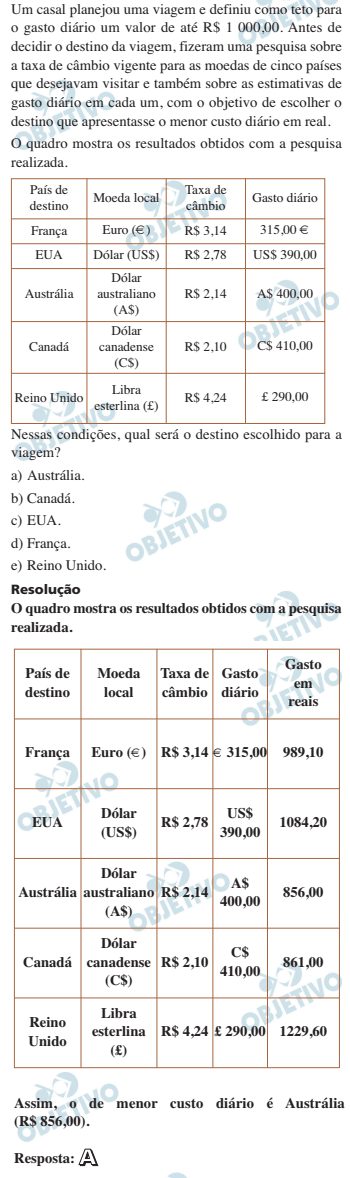 Um casal planejou uma viagem e definiu como teto para
o gasto diário um valor de até R$ 1 000,00. Antes de
decidir o destino da viagem, fizeram uma pesquisa sobre
a taxa de câmbio vigente para as moedas de cinco países
que desejavam visitar e também sobre as estimativas de
gasto diário em cada um, com o objetivo de escolher o
destino que apresentasse o menor custo diário em real.
O quadro mostra os resultados obtidos com a pesquisa
realizada.
País de destino Moeda local Taxa de câmbio Gasto diário
França Euro (€) R$ 3,14 315,00 €
EUA Dólar (US$) R$ 2,78 US$ 390,00
Austrália Dólar australiano (A$) R$ 2,14 A$ 400,00
Canadá Dólar canadense (C$) R$ 2,10 C$ 410,00
Reino Unido Libra esterlina (£) R$ 4,24 £ 290,00
Nessas condições, qual será o destino escolhido para a
viagem?
a) Austrália.
b) Canadá.
c) EUA.
d) França.
e) Reino Unido.
Resolução
O quadro mostra os resultados obtidos com a pesquisa
realizada.
País de destino Moeda local Taxa de câmbio Gasto diário Gasto em reais
França Euro (€) R$ 3,14 € 315,00 989,10
EUA Dólar (US$) R$ 2,78 US$ 390,00 1084,20
Austrália Dólar australiano (A$) R$ 2,14 A$ 400,00 856,00
Canadá Dólar canadense (C$) R$ 2,10 C$ 410,00 861,00
Reino Unido Libra esterlina (£) R$ 4,24 £ 290,00 1229,60
Assim, o de menor custo diário é Austrália
(R$ 856,00).
Resposta: A
OBJETIVO
OBJETIVO
OBJETIVO
OBJETIVO
OBJETIVO
OBJETIVO
OBJETIVO
OBJETIVO
OBJETIVO
OBJETIVO